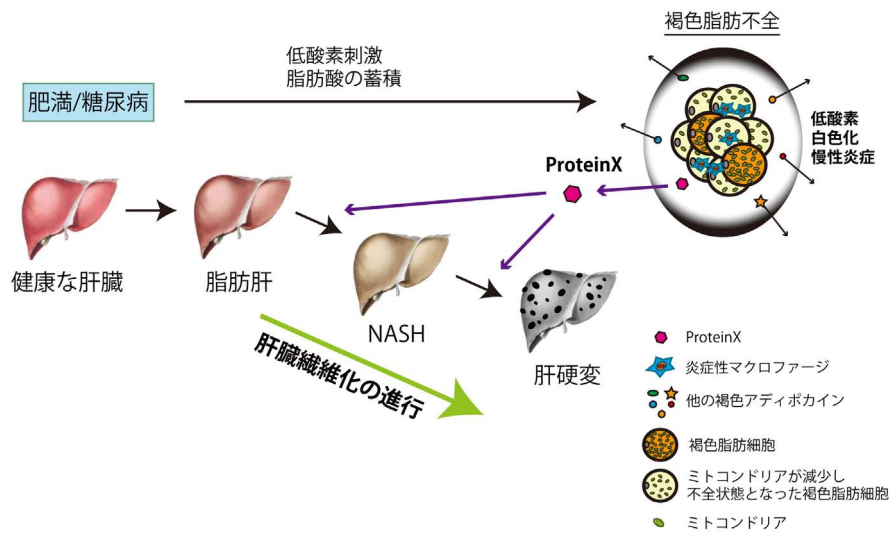 褐色脂肪不全
低酸素刺激
脂肪酸の蓄積
肥満/糖尿病
低酸素
白色化
慢性炎症
ProteinX
健康な肝臓
脂肪肝
NASH
肝硬変
肝臓繊維化の進行
ProteinX
炎症性マクロファージ
他の褐色アディポカイン
褐色脂肪細胞
ミトコンドリアが減少し
不全状態となった褐色脂肪細胞
ミトコンドリア